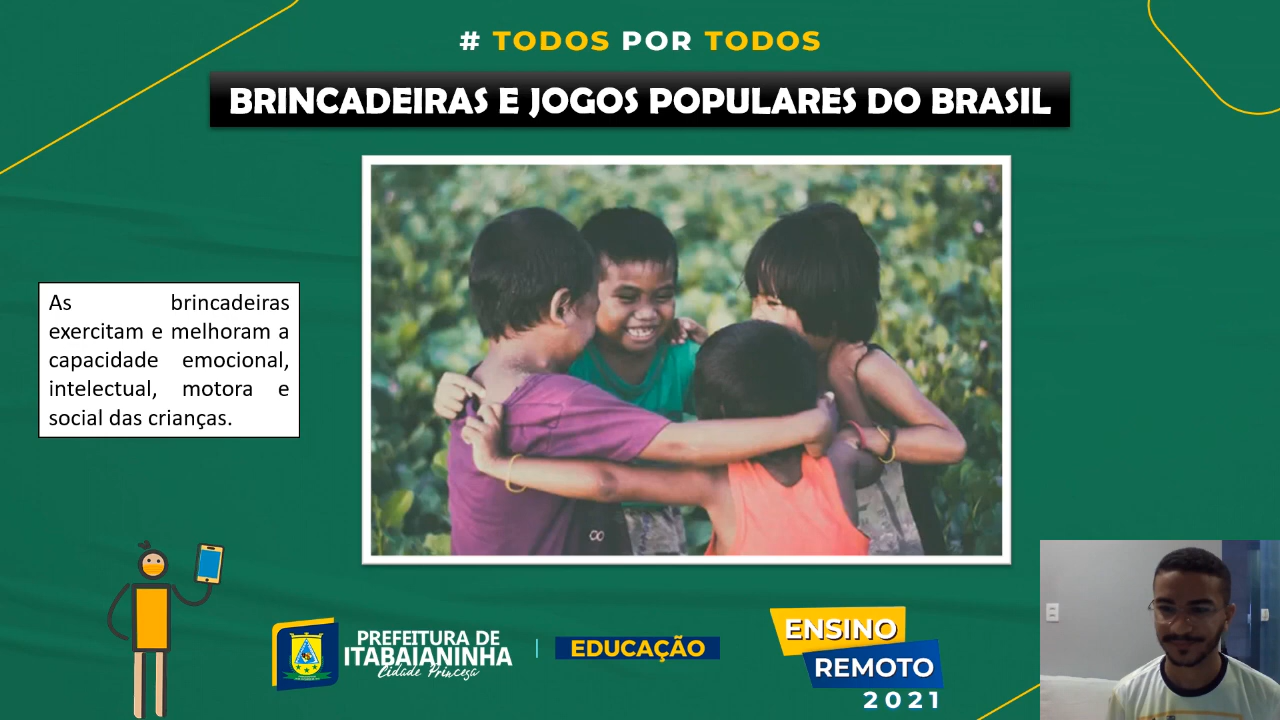 # TODOS POR TODOS
BRINCADEIRAS E JOGOS POPULARES DO BRASIL
As brincadeiras
exercitam e melhoram a
capacidade emocional,
intelectual, motora e
social das crianças.
PREFEITURA DE
ITABAIANINHA
Cidade Princesa
EDUCAÇÃO
ENSINO
REMOTO
2021